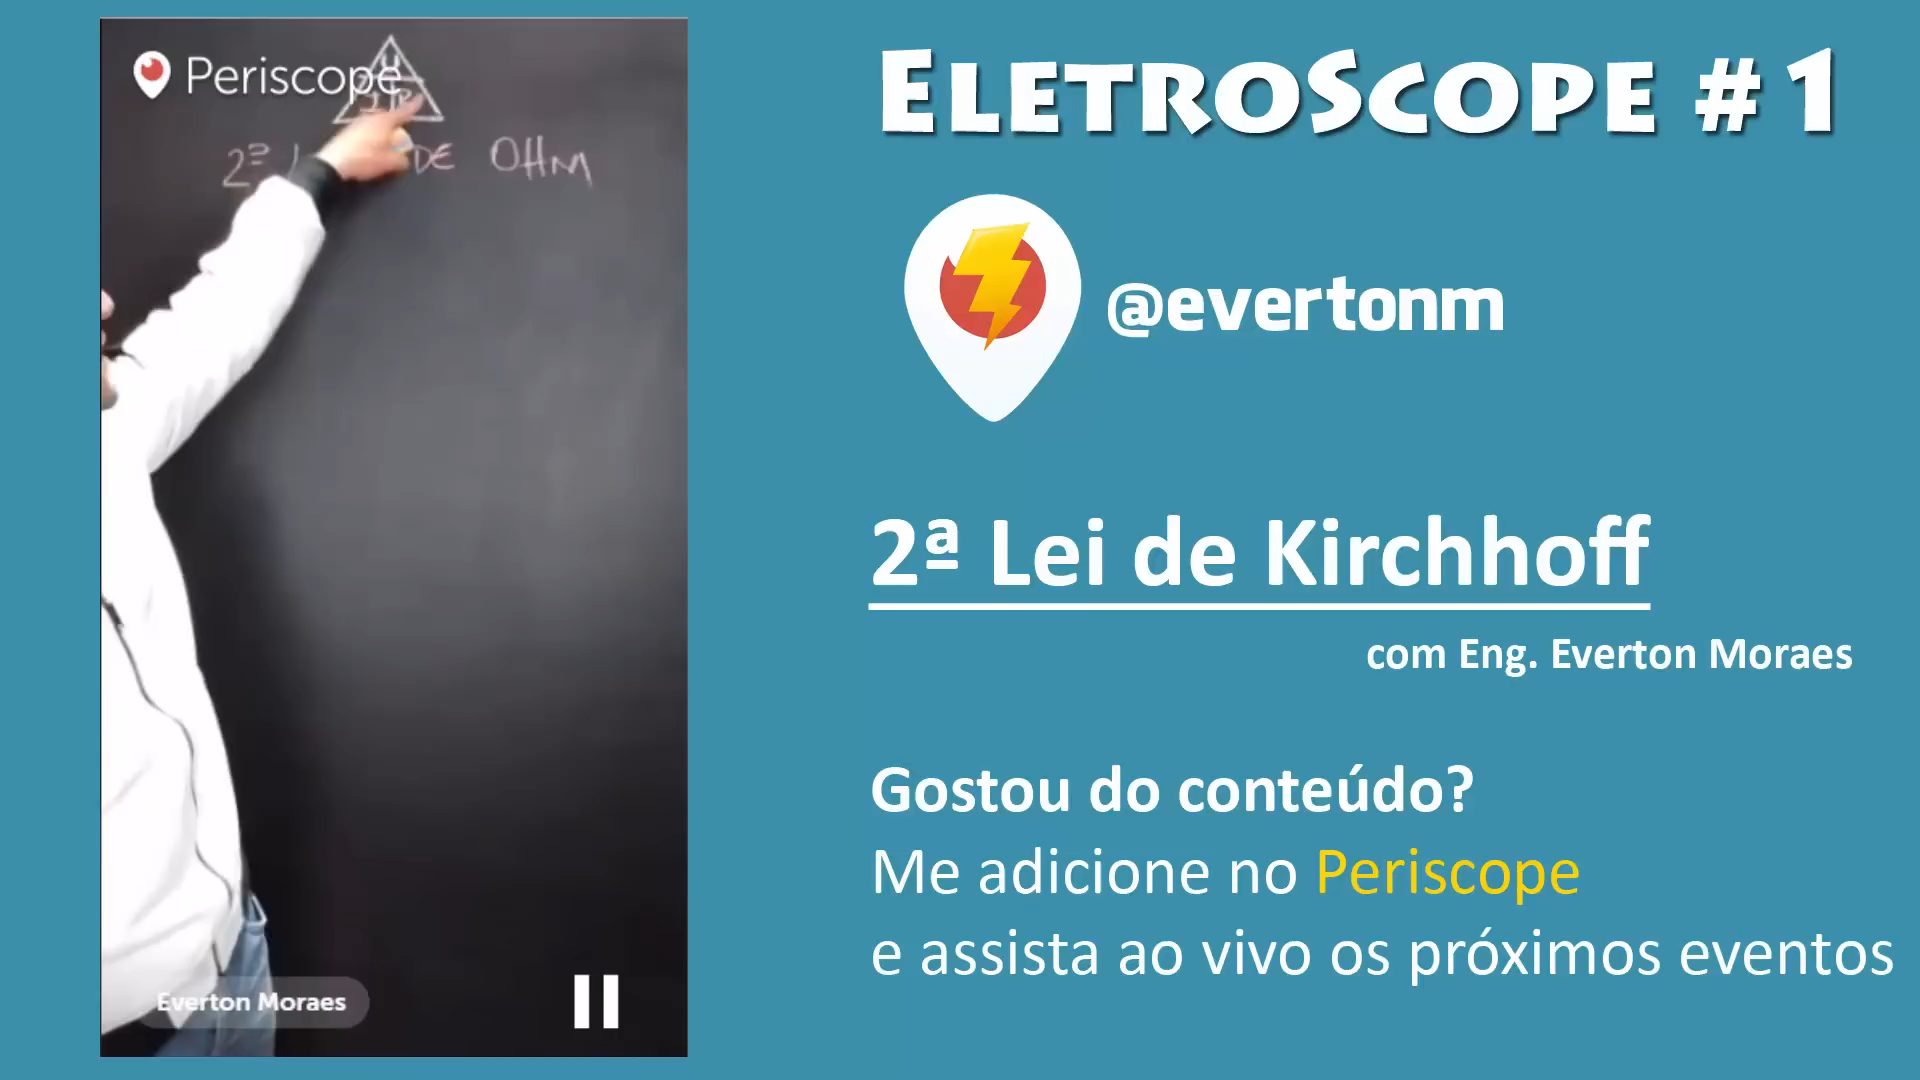 Periscope
U
I R
2ª DE OHM
Everton Moraes
ELETROSCOPE #1
@evertonm
2ª Lei de Kirchhoff
com Eng. Everton Moraes
Gostou do conteúdo?
Me adicione no Periscope
e assista ao vivo os próximos eventos